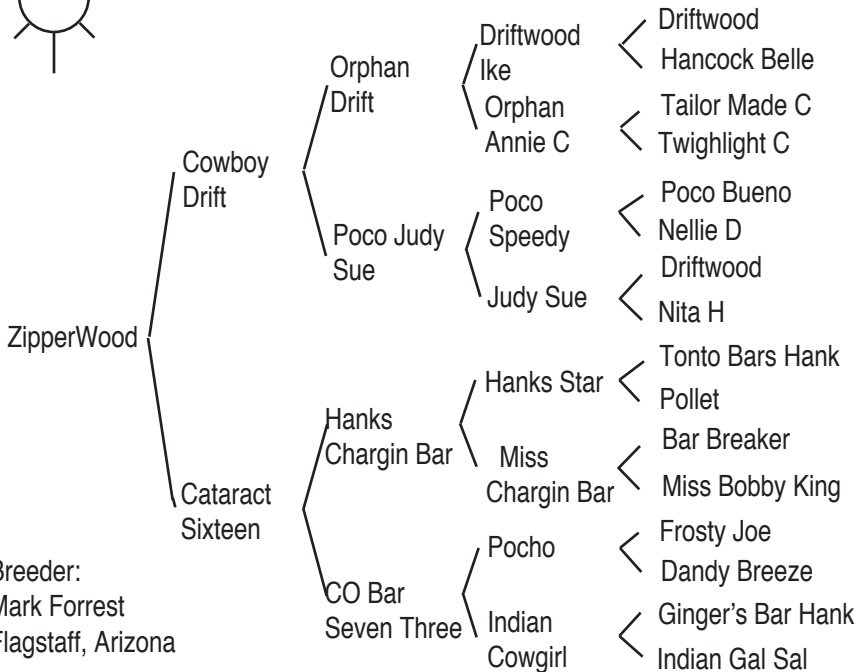 Driftwood
Hancock Belle
Driftwood
Ike
Orphan
Drift
Tailor Made C
Twighlight C
Orphan
Annie C
Cowboy
Drift
Poco Bueno
Nellie D
Poco
Speedy
Poco Judy
Sue
Driftwood
Nita H
Judy Sue
ZipperWood
Tonto Bars Hank
Pollet
Hanks Star
Hanks
Chargin Bar
Bar Breaker
Miss Bobby King
Miss
Chargin Bar
Cataract
Sixteen
Frosty Joe
Dandy Breeze
Pocho
CO Bar
Seven Three
Ginger's Bar Hank
Indian Gal Sal
Indian
Cowgirl
Breeder:
Mark Forrest
Flagstaff, Arizona